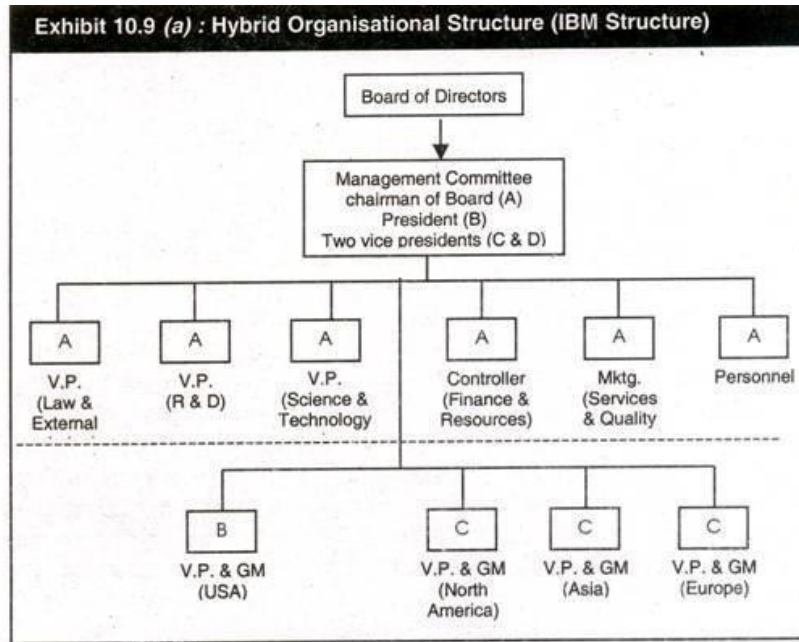 Exhibit 10.9 (a) : Hybrid Organisational Structure (IBM Structure)
Board of Directors
Management Committee
chairman of Board (A)
President (B)
Two vice presidents (C & D)
A
A
A
A
A
A
V.P.
(Law &
External
V.P.
(R & D)
V.P.
(Science &
Technology
Controller
(Finance &
Resources)
Mktg.
(Services
& Quality
Personnel
B
C
C
C
V.P. & GM
(USA)
V.P. & GM
(North
America)
V.P. & GM
(Asia)
V.P. & GM
(Europe)